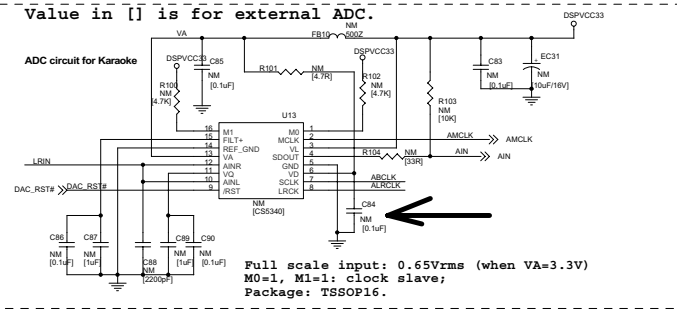 Value in [] is for external ADC.
DSPVCC33
NM
VA
FB10
500Z
ADC circuit for Karaoke
DSPVCC33
C85
NM
[0.1uF]
R101
NM
[4.7R]
DSPVCC33
R102
NM
[4.7K]
C83
NM
[0.1uF]
EC31
+
NM
[10uF/16V]
R100
NM
[4.7K]
R103
NM
[10K]
U13
16 M1 M0 1
15 FILT+ MCLK 2
14 REF_GND VL 3
13 VA SDOUT 4
12 AINR GND 5
11 VQ VD 6
10 AINL SCLK 7
9 /RST LRCK 8
NM
[CS5340]
AMCLK AMCLK
R104 NM
[33R]
AIN AIN
LRIN
ABCLK
ALRCLK
DAC_RST# DAC_RST#
C84
NM
[0.1uF]
C86
NM
[0.1uF]
C87
NM
[1uF]
C88
NM
[2200pF]
C89
NM
[1uF]
C90
NM
[0.1uF]
Full scale input: 0.65Vrms (when VA=3.3V)
M0=1, M1=1: clock slave;
Package: TSSOP16.